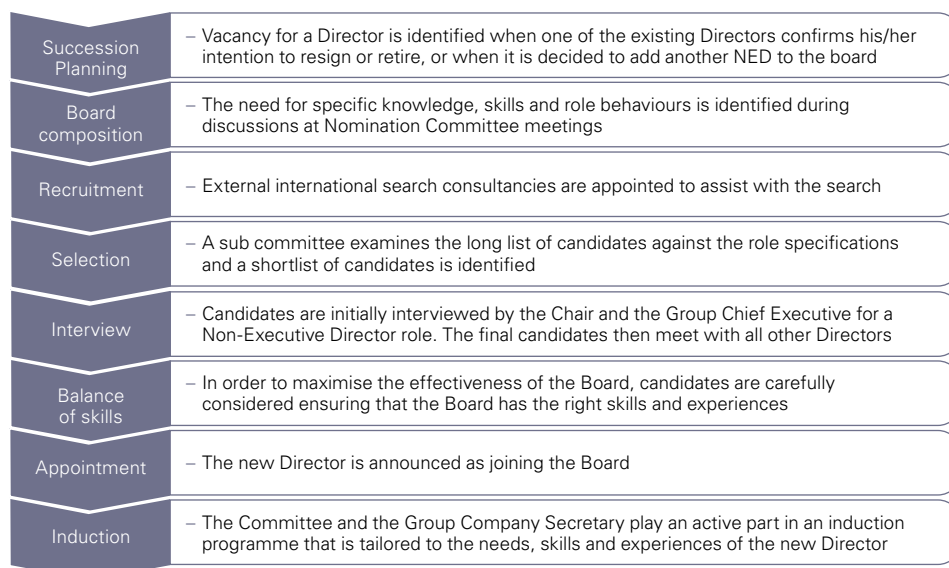 Succession
Planning
– Vacancy for a Director is identified when one of the existing Directors confirms his/her
intention to resign or retire, or when it is decided to add another NED to the board
Board
composition
– The need for specific knowledge, skills and role behaviours is identified during
discussions at Nomination Committee meetings
Recruitment
– External international search consultancies are appointed to assist with the search
Selection
– A sub committee examines the long list of candidates against the role specifications
and a shortlist of candidates is identified
Interview
– Candidates are initially interviewed by the Chair and the Group Chief Executive for a
Non-Executive Director role. The final candidates then meet with all other Directors
Balance
of skills
– In order to maximise the effectiveness of the Board, candidates are carefully
considered ensuring that the Board has the right skills and experiences
Appointment
– The new Director is announced as joining the Board
Induction
– The Committee and the Group Company Secretary play an active part in an induction
programme that is tailored to the needs, skills and experiences of the new Director